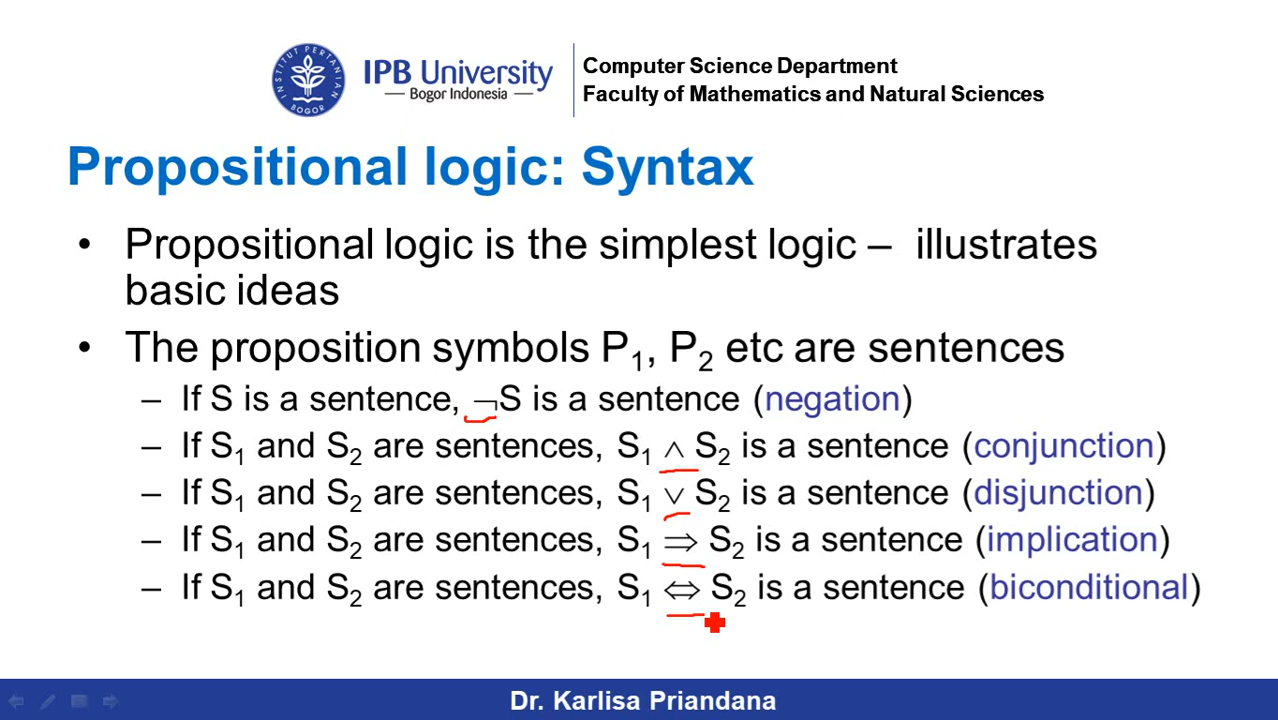 INSTITUT PERTANIAN
BOGOR
IPB University
Bogor Indonesia
Computer Science Department
Faculty of Mathematics and Natural Sciences
Propositional logic: Syntax
• Propositional logic is the simplest logic – illustrates
basic ideas
• The proposition symbols P₁, P₂ etc are sentences
– If S is a sentence, ¬S is a sentence (negation)
– If S₁ and S₂ are sentences, S₁ ∧ S₂ is a sentence (conjunction)
– If S₁ and S₂ are sentences, S₁ ∨ S₂ is a sentence (disjunction)
– If S₁ and S₂ are sentences, S₁ ⇒ S₂ is a sentence (implication)
– If S₁ and S₂ are sentences, S₁ ⇔ S₂ is a sentence (biconditional)
Dr. Karlisa Priandana